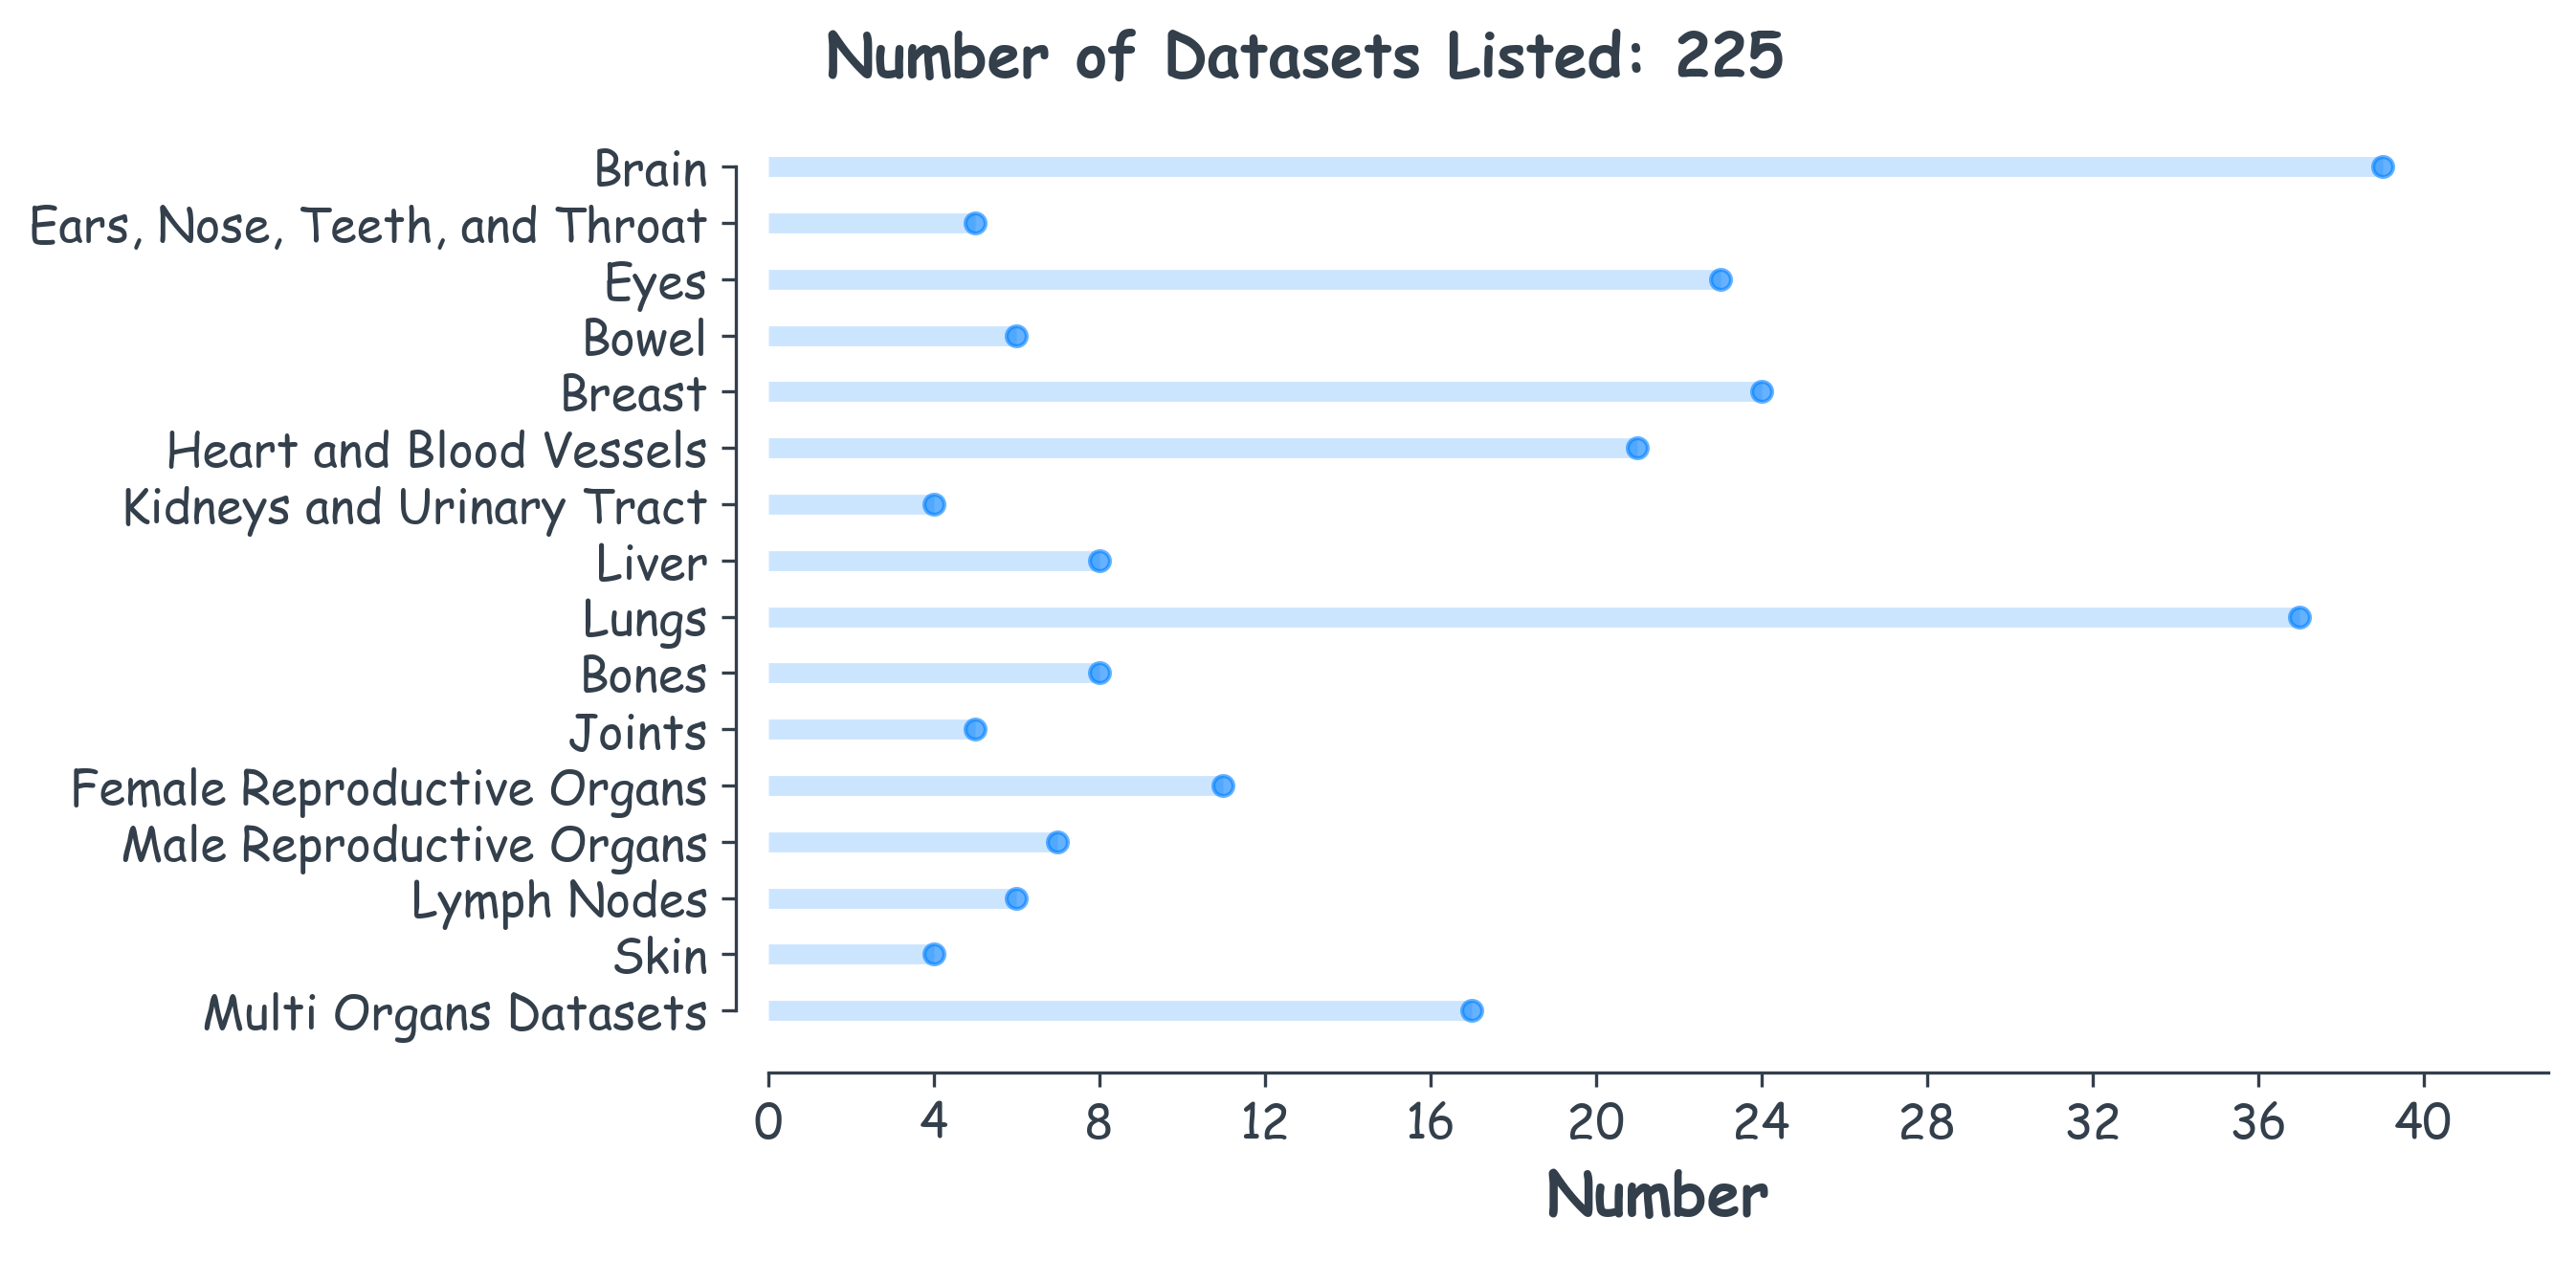 Number of Datasets Listed: 225
Brain
Ears, Nose, Teeth, and Throat
Eyes
Bowel
Breast
Heart and Blood Vessels
Kidneys and Urinary Tract
Liver
Lungs
Bones
Joints
Female Reproductive Organs
Male Reproductive Organs
Lymph Nodes
Skin
Multi Organs Datasets
0 4 8 12 16 20 24 28 32 36 40
Number